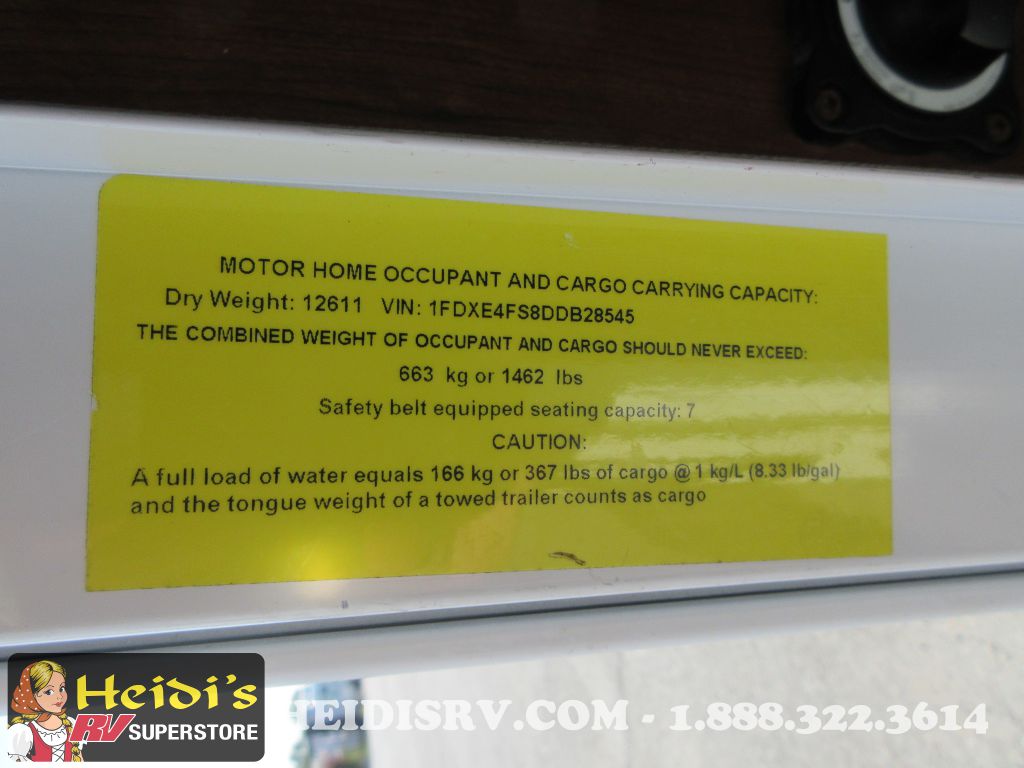 MOTOR HOME OCCUPANT AND CARGO CARRYING CAPACITY:
Dry Weight: 12611 VIN: 1FDXE4FS8DDB28545
THE COMBINED WEIGHT OF OCCUPANT AND CARGO SHOULD NEVER EXCEED:
663 kg or 1462 lbs
Safety belt equipped seating capacity: 7
CAUTION:
A full load of water equals 166 kg or 367 lbs of cargo @ 1 kg/L (8.33 lb/gal)
and the tongue weight of a towed trailer counts as cargo
Heidi's
RV SUPERSTORE
HEIDISRV.COM - 1.888.322.3614